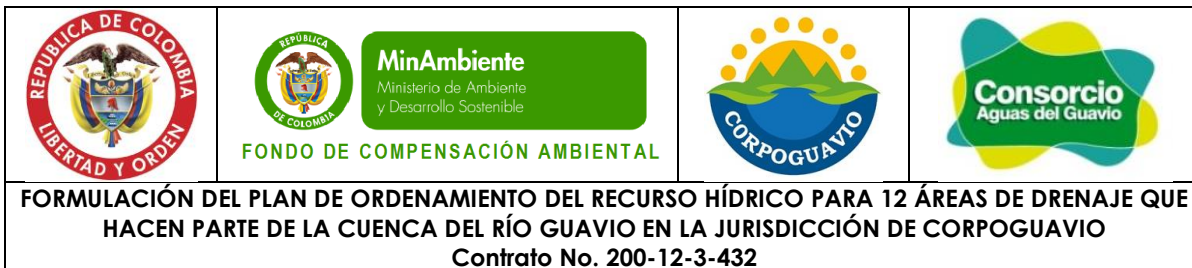 REPUBLICA DE COLOMBIA
LIBERTAD Y ORDEN
REPÚBLICA
DE COLOMBIA
MinAmbiente
Ministerio de Ambiente
y Desarrollo Sostenible
FONDO DE COMPENSACIÓN AMBIENTAL
CORPOGUAVIO
Consorcio
Aguas del Guavio
FORMULACIÓN DEL PLAN DE ORDENAMIENTO DEL RECURSO HÍDRICO PARA 12 ÁREAS DE DRENAJE QUE
HACEN PARTE DE LA CUENCA DEL RÍO GUAVIO EN LA JURISDICCIÓN DE CORPOGUAVIO
Contrato No. 200-12-3-432